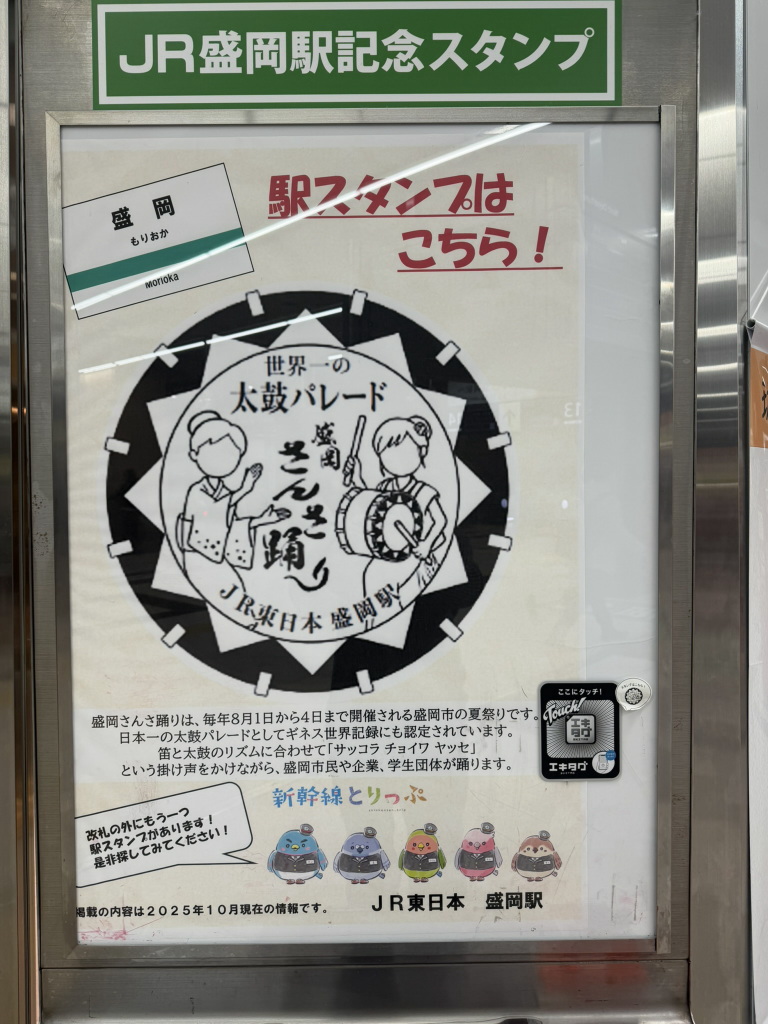 JR盛岡駅記念スタンプ
駅スタンプは
こちら！
盛岡
もりおか
Morioka
世界一の
太鼓パレード
盛岡
さんさ踊り
JR東日本 盛岡駅
盛岡さんさ踊りは、毎年8月1日から4日まで開催される盛岡市の夏祭りです。
日本一の太鼓パレードとしてギネス世界記録にも認定されています。
笛と太鼓のリズムに合わせて「サッコラ チョイワ ヤッセ」
という掛け声をかけながら、盛岡市民や企業、学生団体が踊ります。
ここにタッチ！
Touch!
エキタグ
エキタグ
新幹線とりっぷ
改札の外にもう一つ
駅スタンプがあります！
是非探してみてください！
掲載の内容は2025年10月現在の情報です。
JR東日本 盛岡駅